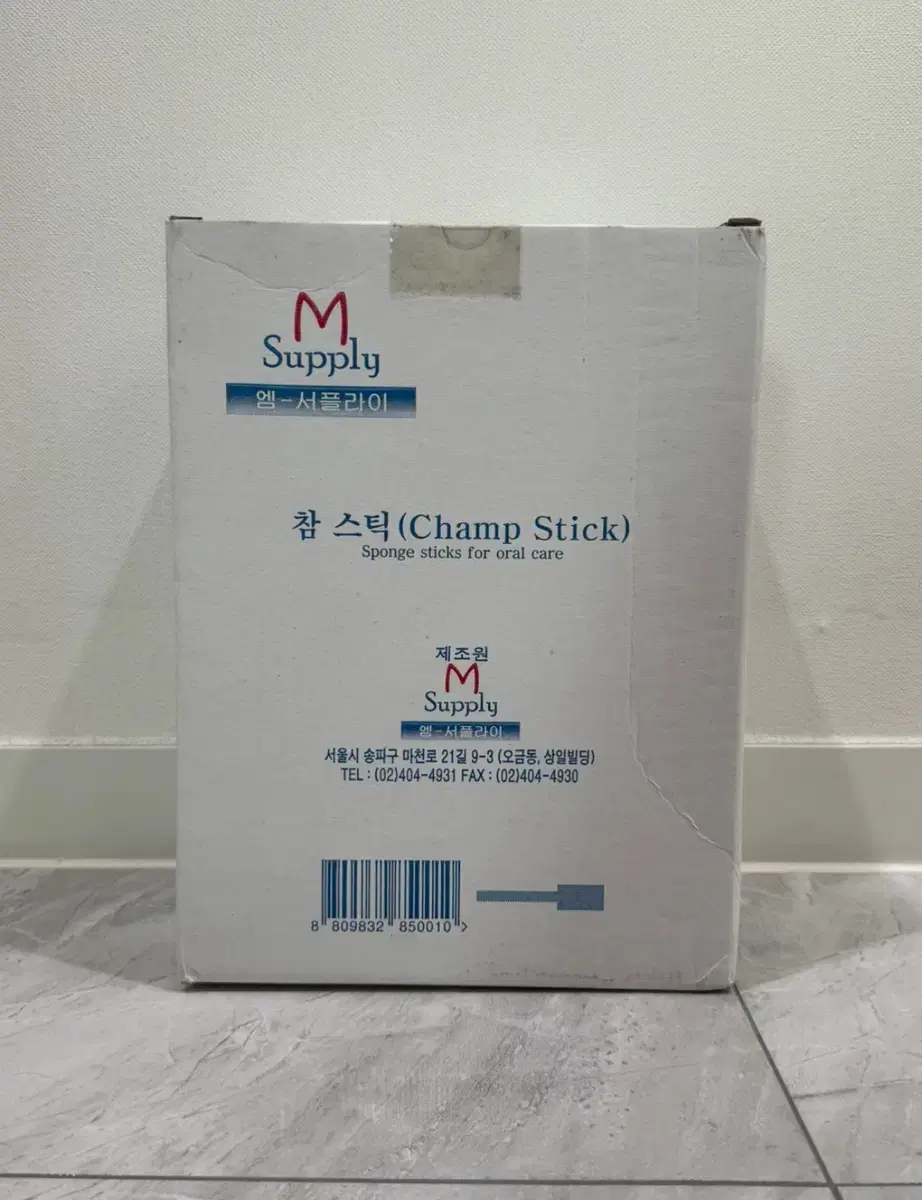 M
Supply
엠-서플라이
참 스틱(Champ Stick)
Sponge sticks for oral care
제조원
M
Supply
엠-서플라이
서울시 송파구 마천로 21길 9-3 (오금동, 상일빌딩)
TEL : (02)404-4931 FAX : (02)404-4930
8 809832 850010 >